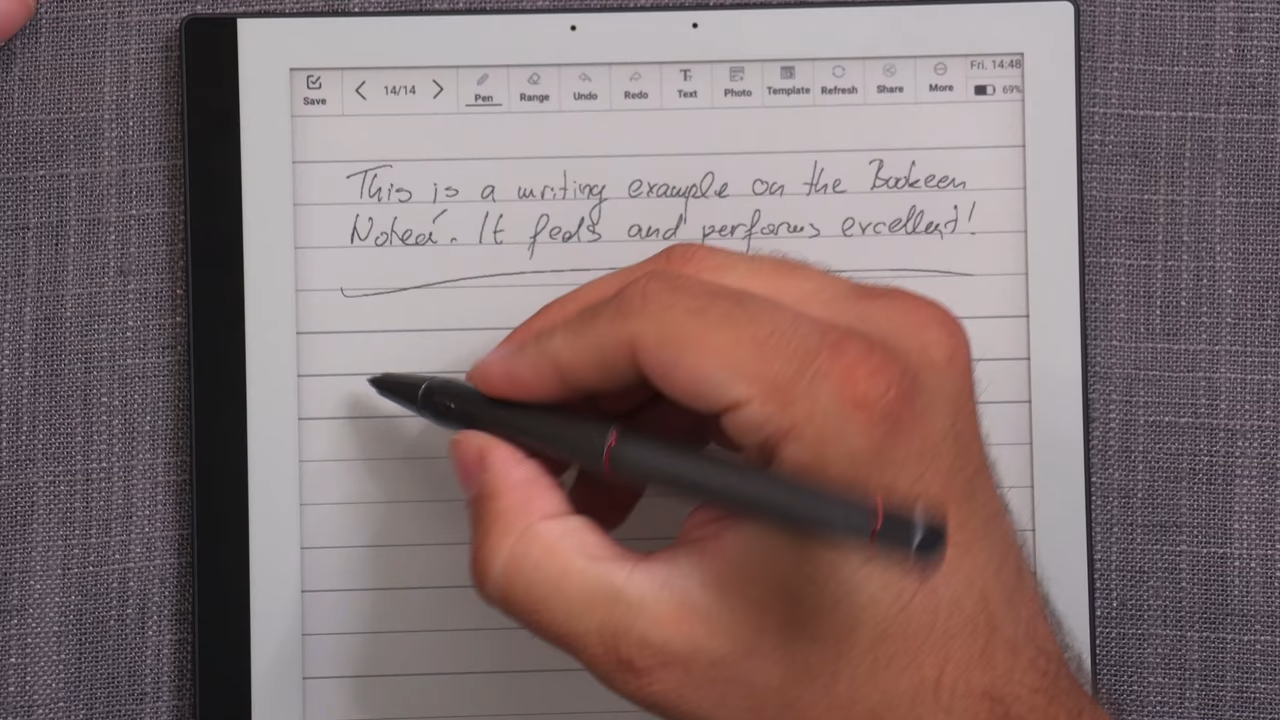 Save 14/14 Pen Range Undo Redo Text Photo Template Refresh Share More Fri. 14:48
69%
This is a writing example on the Bookeen
Noteá. It feels and performs excellent!